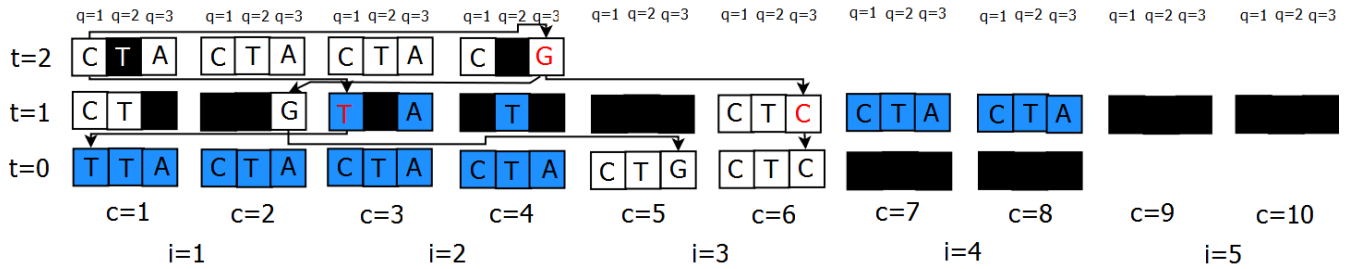 q=1 q=2 q=3 q=1 q=2 q=3 q=1 q=2 q=3 q=1 q=2 q=3 q=1 q=2 q=3 q=1 q=2 q=3 q=1 q=2 q=3 q=1 q=2 q=3 q=1 q=2 q=3 q=1 q=2 q=3
t=2 C T A C T A C T A C G
t=1 C T G T A T C T C C T A C T A
t=0 T T A C T A C T A C T A C T G C T C
c=1 c=2 c=3 c=4 c=5 c=6 c=7 c=8 c=9 c=10
i=1 i=2 i=3 i=4 i=5